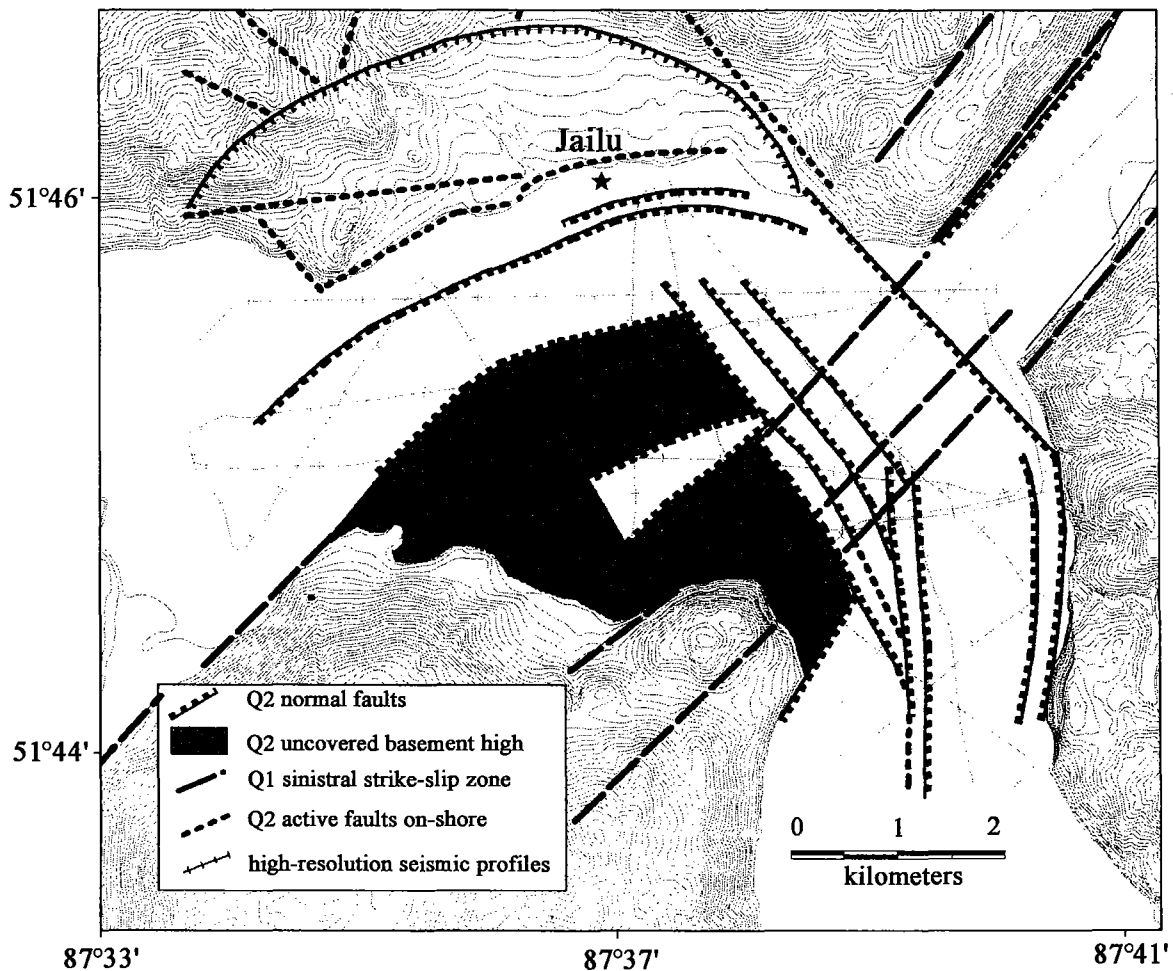 Jailu
51°46'
51°44'
Q2 normal faults
Q2 uncovered basement high
Q1 sinistral strike-slip zone
Q2 active faults on-shore
high-resolution seismic profiles
0 1 2
kilometers
87°33' 87°37' 87°41'